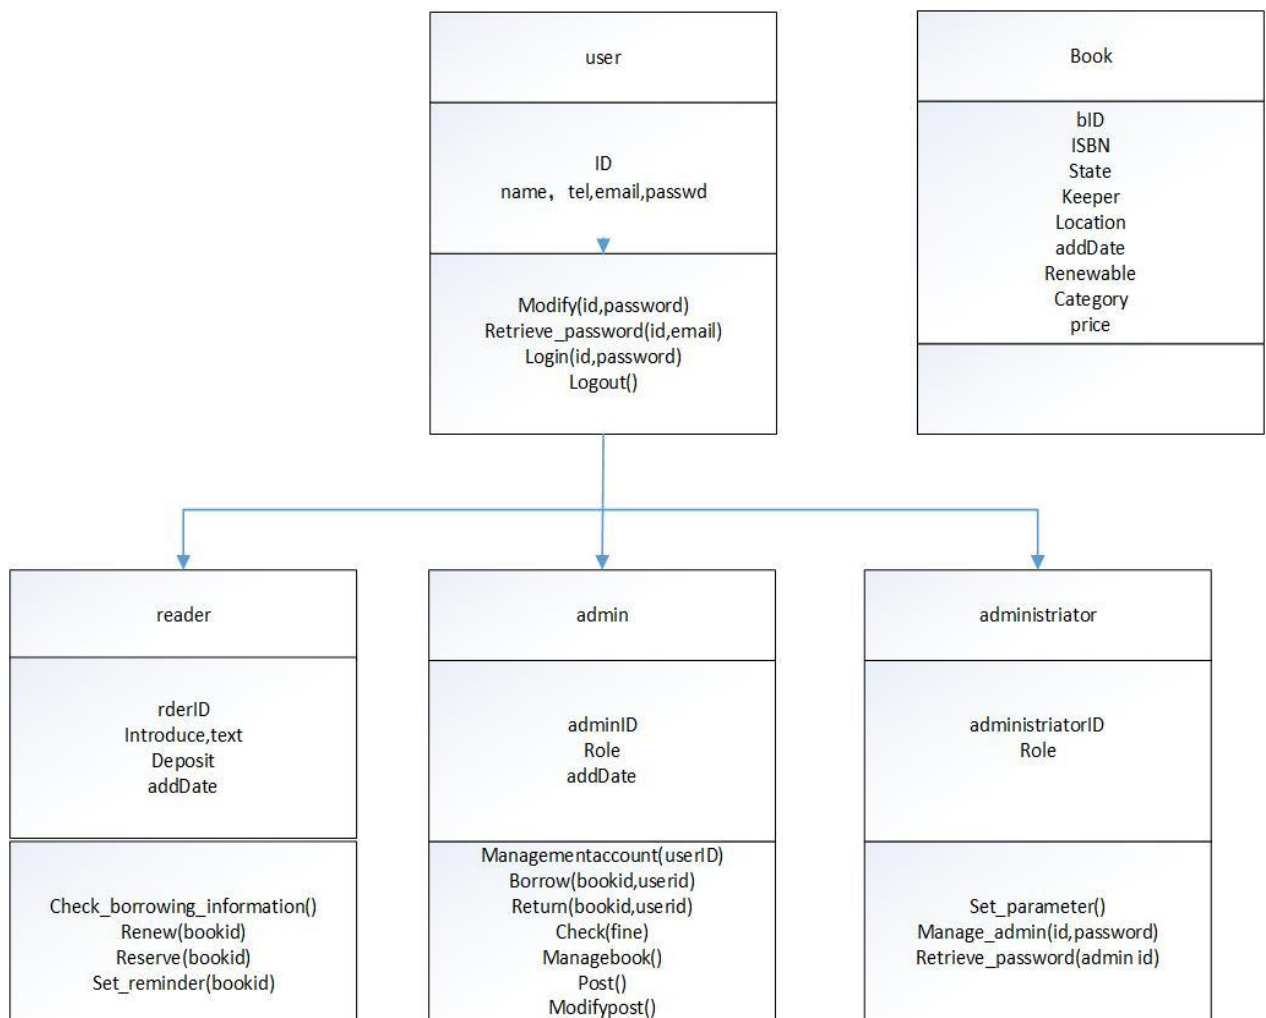 user
ID
name，tel,email,passwd
Modify(id,password)
Retrieve_password(id,email)
Login(id,password)
Logout()
Book
bID
ISBN
State
Keeper
Location
addDate
Renewable
Category
price
reader
rderID
Introduce,text
Deposit
addDate
Check_borrowing_information()
Renew(bookid)
Reserve(bookid)
Set_reminder(bookid)
admin
adminID
Role
addDate
Managementaccount(userID)
Borrow(bookid,userid)
Return(bookid,userid)
Check(fine)
Managebook()
Post()
Modifypost()
administriator
administriatorID
Role
Set_parameter()
Manage_admin(id,password)
Retrieve_password(admin id)